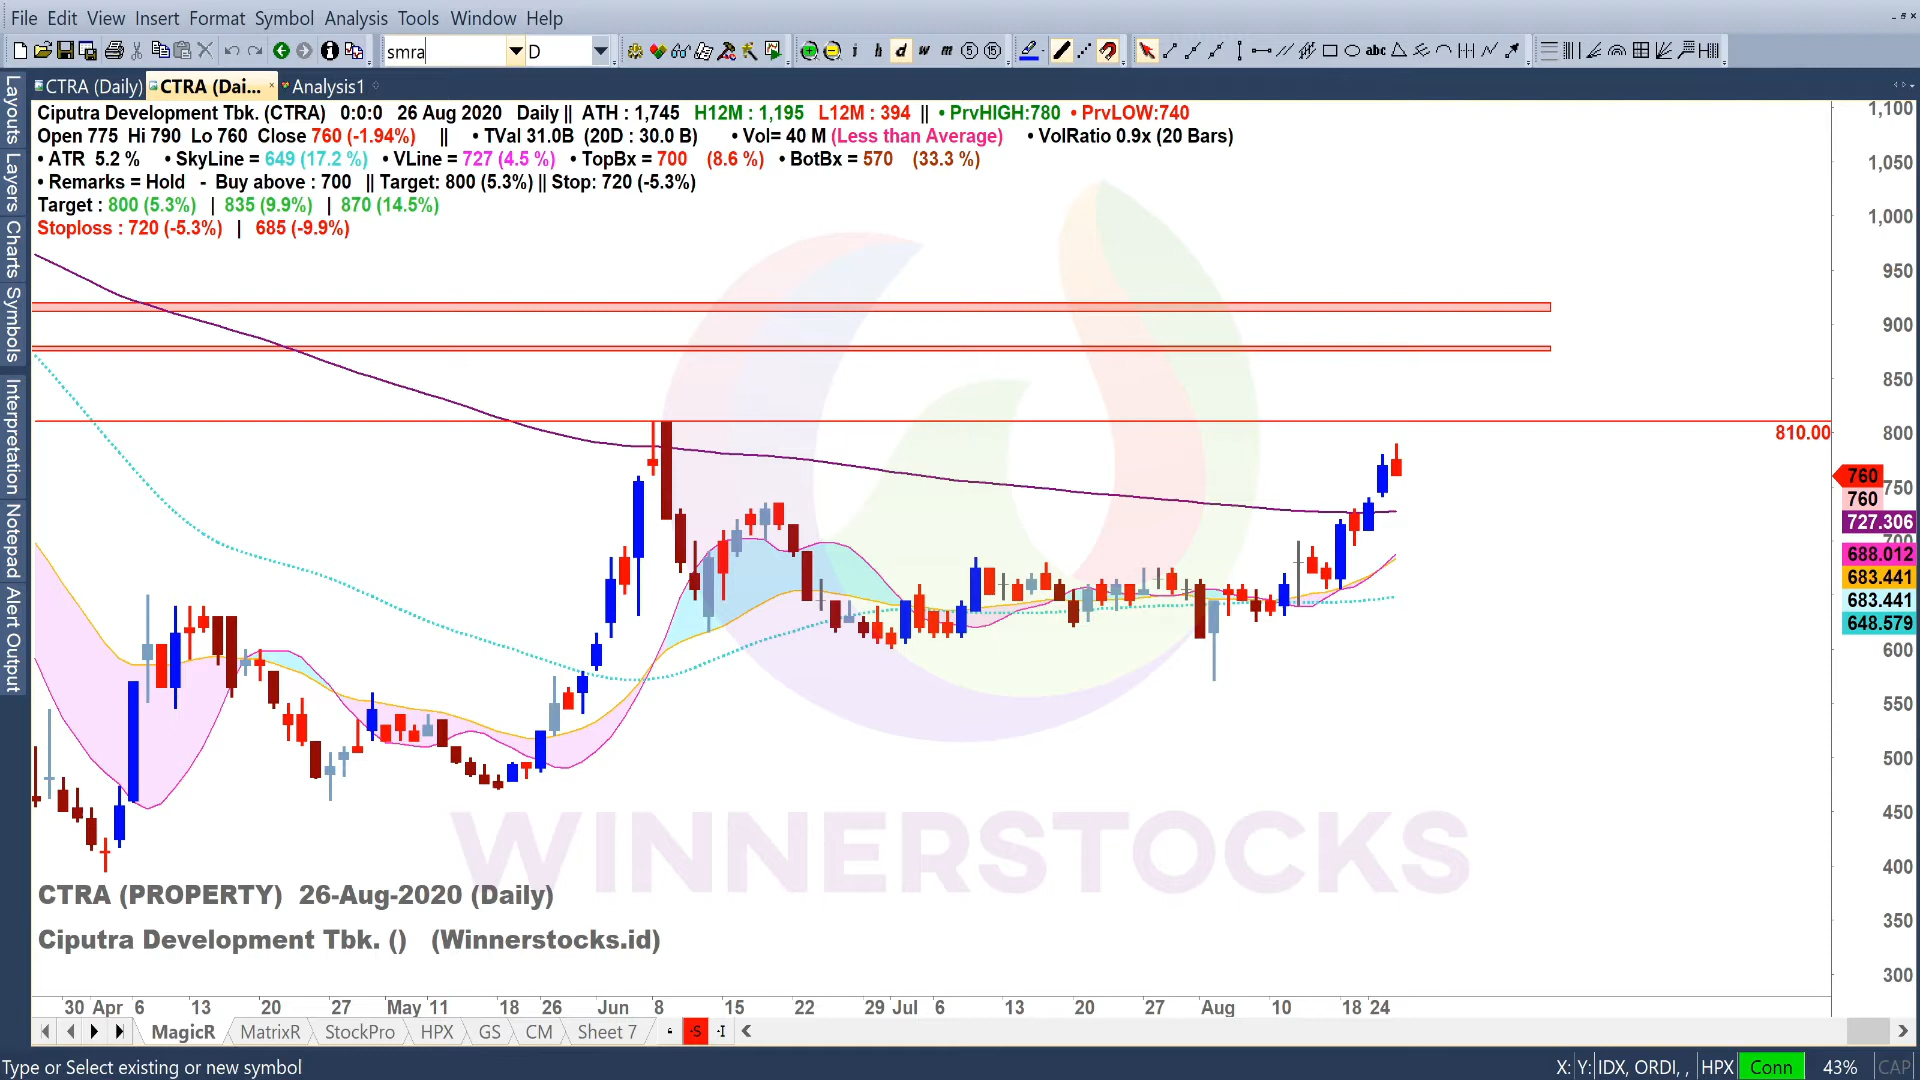 File Edit View Insert Format Symbol Analysis Tools Window Help
smra D
i h d w m 5 15 abc
CTRA (Daily) CTRA (Dai... Analysis1
Layouts Layers Charts Symbols Interpretation Notepad Alert Output
Ciputra Development Tbk. (CTRA) 0:0:0 26 Aug 2020 Daily || ATH : 1,745 H12M : 1,195 L12M : 394 || • PrvHIGH:780 • PrvLOW:740
Open 775 Hi 790 Lo 760 Close 760 (-1.94%) || • TVal 31.0B (20D : 30.0 B) • Vol= 40 M (Less than Average) • VolRatio 0.9x (20 Bars)
• ATR 5.2 % • SkyLine = 649 (17.2 %) • VLine = 727 (4.5 %) • TopBx = 700 (8.6 %) • BotBx = 570 (33.3 %)
• Remarks = Hold - Buy above : 700 || Target: 800 (5.3%) || Stop: 720 (-5.3%)
Target : 800 (5.3%) | 835 (9.9%) | 870 (14.5%)
Stoploss : 720 (-5.3%) | 685 (-9.9%)
1,100
1,050
1,000
950
900
850
810.00
800
760
750
760
727.306
700
688.012
683.441
683.441
648.579
600
550
500
450
400
350
300
WINNERSTOCKS
CTRA (PROPERTY) 26-Aug-2020 (Daily)
Ciputra Development Tbk. () (Winnerstocks.id)
30 Apr 6 13 20 27 May 11 18 26 Jun 8 15 22 29 Jul 6 13 20 27 Aug 10 18 24
MagicR MatrixR StockPro HPX GS CM Sheet 7 -S -I
Type or Select existing or new symbol X: Y: IDX, ORDI, , HPX Conn 43% CAP